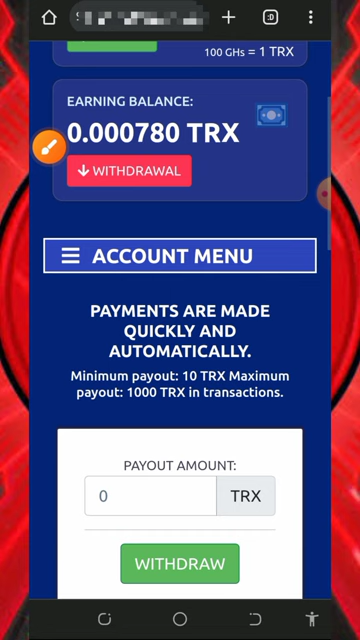 100 GHs = 1 TRX
EARNING BALANCE:
0.000780 TRX
WITHDRAWAL
ACCOUNT MENU
PAYMENTS ARE MADE
QUICKLY AND
AUTOMATICALLY.
Minimum payout: 10 TRX Maximum
payout: 1000 TRX in transactions.
PAYOUT AMOUNT:
0
TRX
WITHDRAW